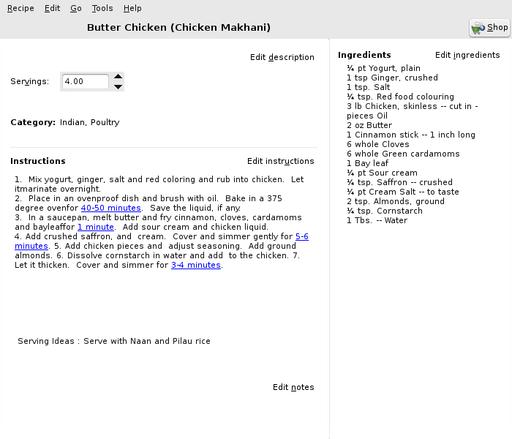 Recipe Edit Go Tools Help
Butter Chicken (Chicken Makhani)
Shop
Edit description
Servings: 4.00
Category: Indian, Poultry
Instructions Edit instructions
1. Mix yogurt, ginger, salt and red coloring and rub into chicken. Let
itmarinate overnight.
2. Place in an ovenproof dish and brush with oil. Bake in a 375
degree ovenfor 40-50 minutes. Save the liquid, if any.
3. In a saucepan, melt butter and fry cinnamon, cloves, cardamoms
and bayleaffor 1 minute. Add sour cream and chicken liquid.
4. Add crushed saffron, and cream. Cover and simmer gently for 5-6
minutes. 5. Add chicken pieces and adjust seasoning. Add ground
almonds. 6. Dissolve cornstarch in water and add to the chicken. 7.
Let it thicken. Cover and simmer for 3-4 minutes.
Serving Ideas : Serve with Naan and Pilau rice
Edit notes
Ingredients Edit ingredients
¼ pt Yogurt, plain
1 tsp Ginger, crushed
1 tsp. Salt
¼ tsp. Red food colouring
3 lb Chicken, skinless -- cut in -
pieces Oil
2 oz Butter
1 Cinnamon stick -- 1 inch long
6 whole Cloves
6 whole Green cardamoms
1 Bay leaf
¼ pt Sour cream
¼ tsp. Saffron -- crushed
¼ pt Cream Salt -- to taste
2 tsp. Almonds, ground
¼ tsp. Cornstarch
1 Tbs. -- Water